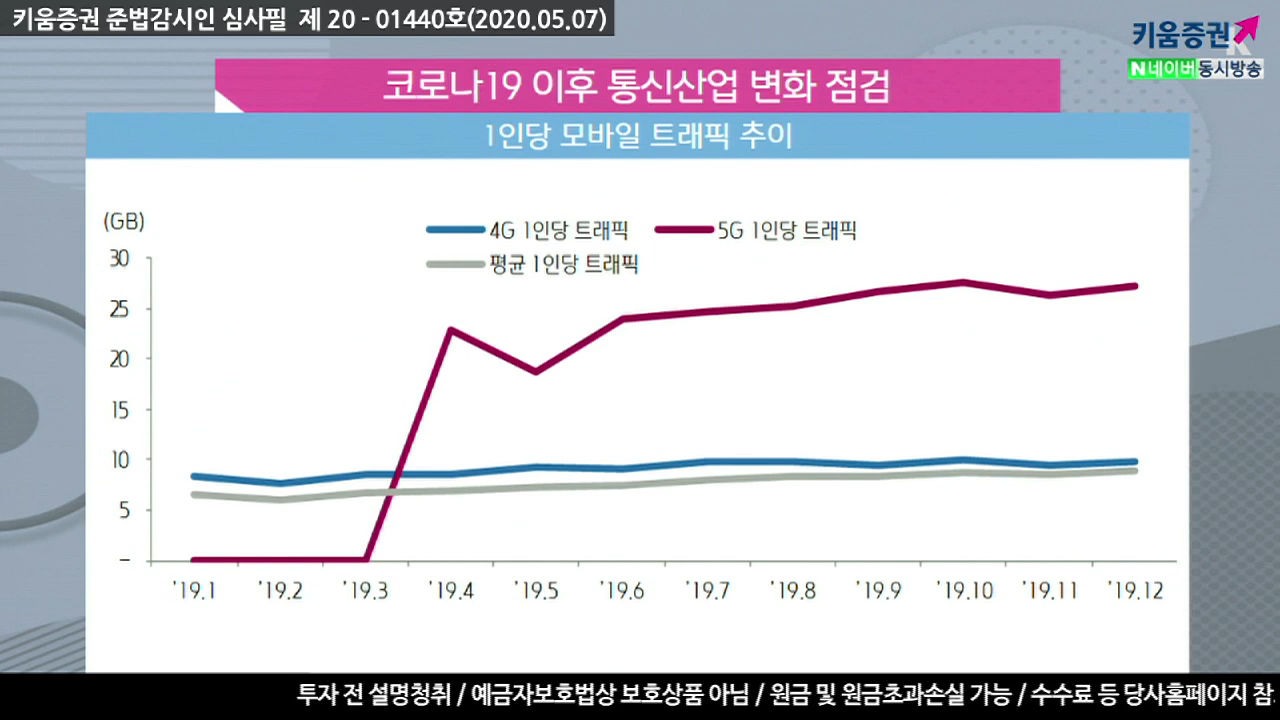 키움증권 준법감시인 심사필 제 20 - 01440호(2020.05.07)
키움증권
K
N 네이버 동시방송
코로나19 이후 통신산업 변화 점검
1인당 모바일 트래픽 추이
(GB)
4G 1인당 트래픽 5G 1인당 트래픽
평균 1인당 트래픽
30
25
20
15
10
5
–
'19.1 '19.2 '19.3 '19.4 '19.5 '19.6 '19.7 '19.8 '19.9 '19.10 '19.11 '19.12
투자 전 설명청취 / 예금자보호법상 보호상품 아님 / 원금 및 원금초과손실 가능 / 수수료 등 당사홈페이지 참